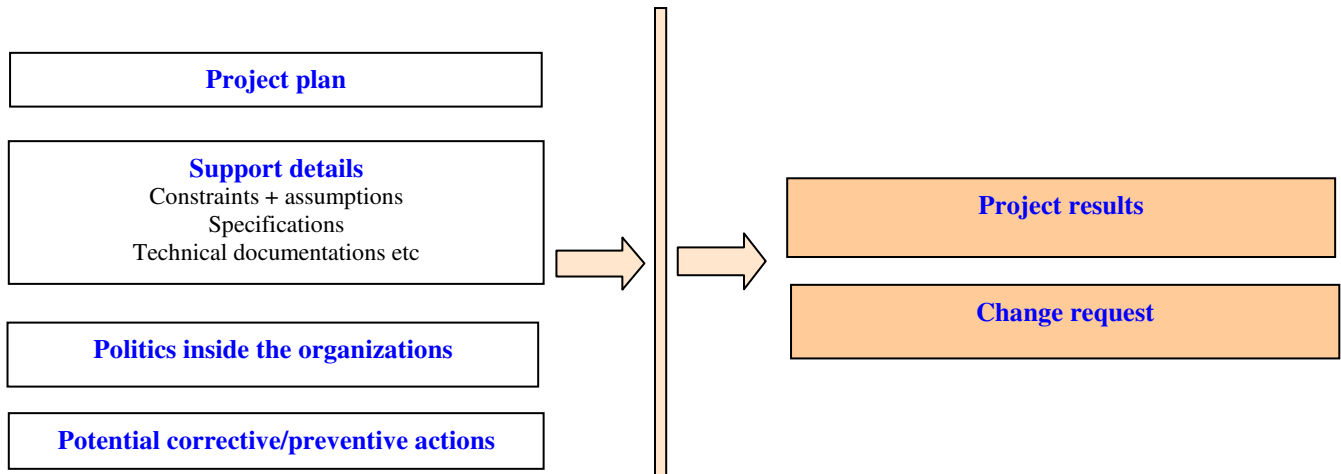 Project plan
Support details
Constraints + assumptions
Specifications
Technical documentations etc
Politics inside the organizations
Potential corrective/preventive actions
Project results
Change request